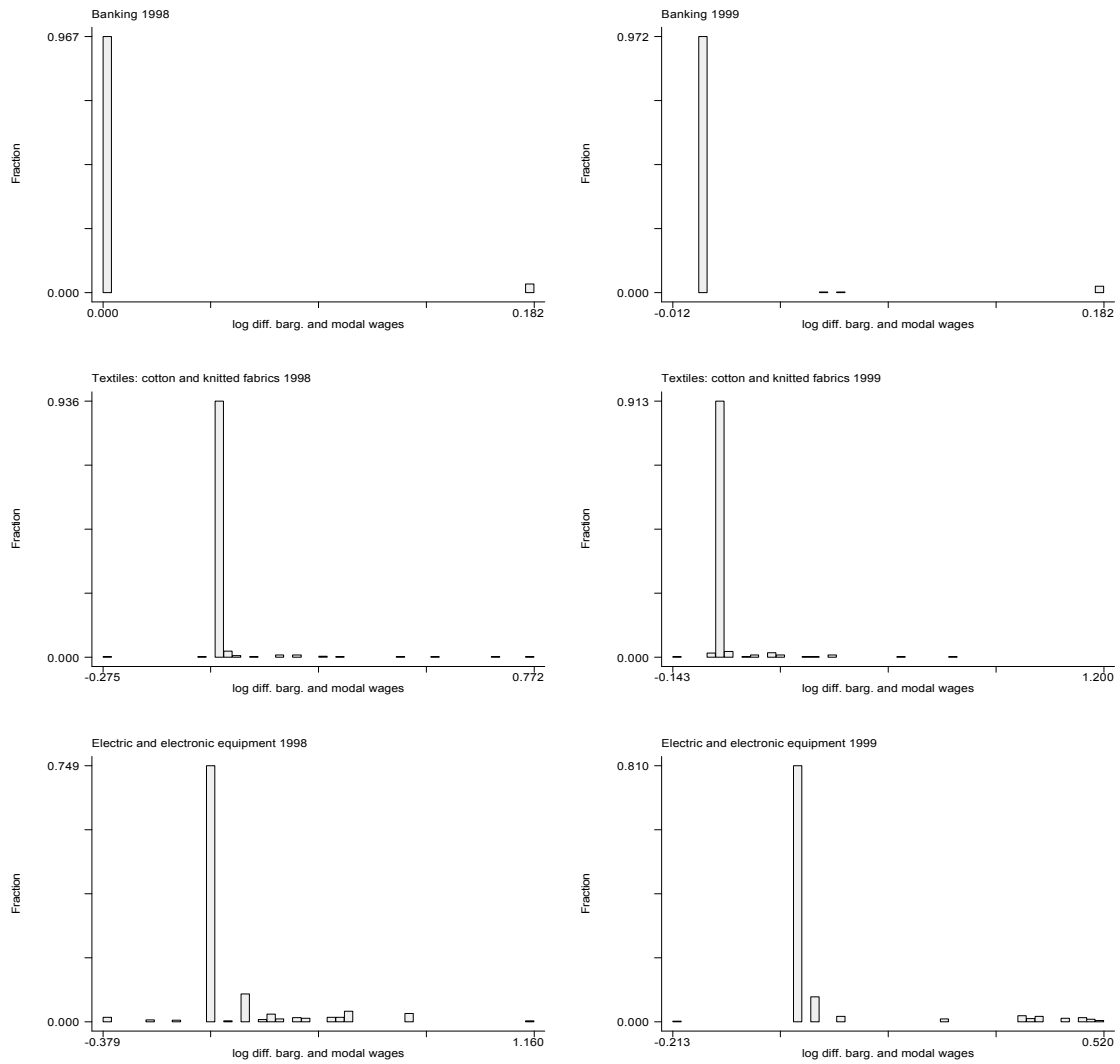 Banking 1998
0.967
Fraction
0.000
0.000
0.182
log diff. barg. and modal wages
Banking 1999
0.972
Fraction
0.000
-0.012
0.182
log diff. barg. and modal wages
Textiles: cotton and knitted fabrics 1998
0.936
Fraction
0.000
-0.275
0.772
log diff. barg. and modal wages
Textiles: cotton and knitted fabrics 1999
0.913
Fraction
0.000
-0.143
1.200
log diff. barg. and modal wages
Electric and electronic equipment 1998
0.749
Fraction
0.000
-0.379
1.160
log diff. barg. and modal wages
Electric and electronic equipment 1999
0.810
Fraction
0.000
-0.213
0.520
log diff. barg. and modal wages